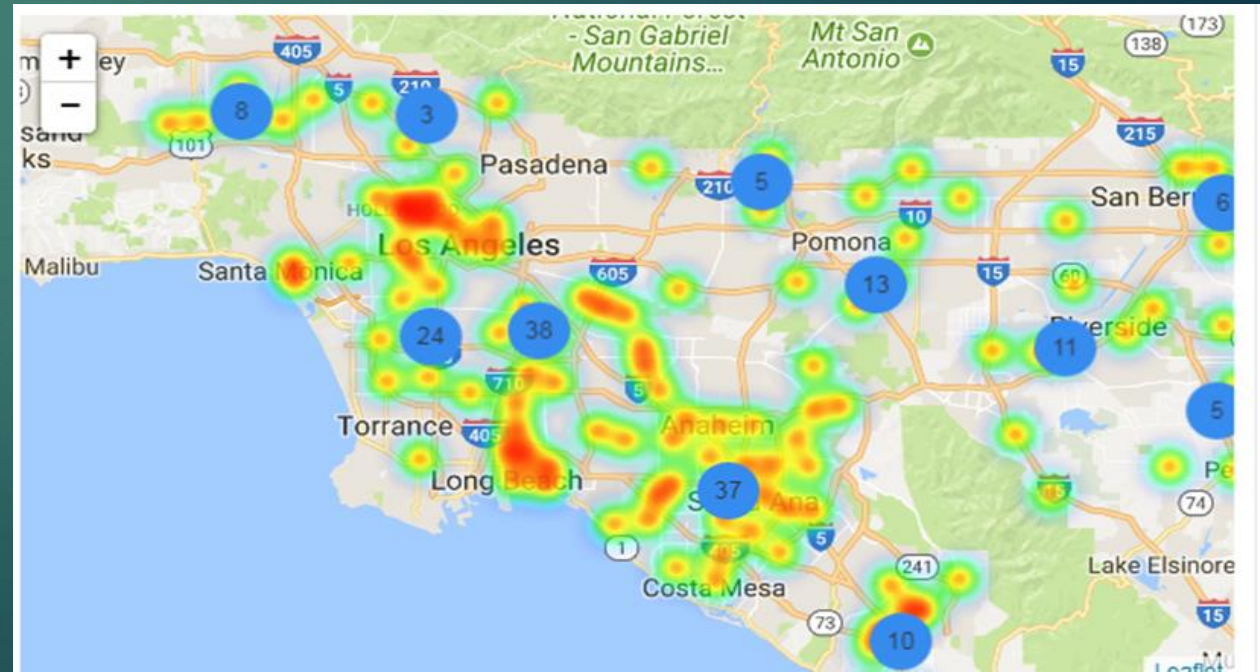 173
138
- San Gabriel
Mountains...
Mt San
Antonio
+
−
405
5
210
15
215
8
3
101
ks
Pasadena
210
5
San Ber
6
10
Los Angeles
Pomona
Malibu
Santa Monica
605
15
60
13
24
38
Riverside
11
710
5
5
Torrance
405
Anaheim
Long Beach
37
Santa Ana
Pe
74
1
405
5
241
Lake Elsinore
Costa Mesa
73
10
15
Leaflet